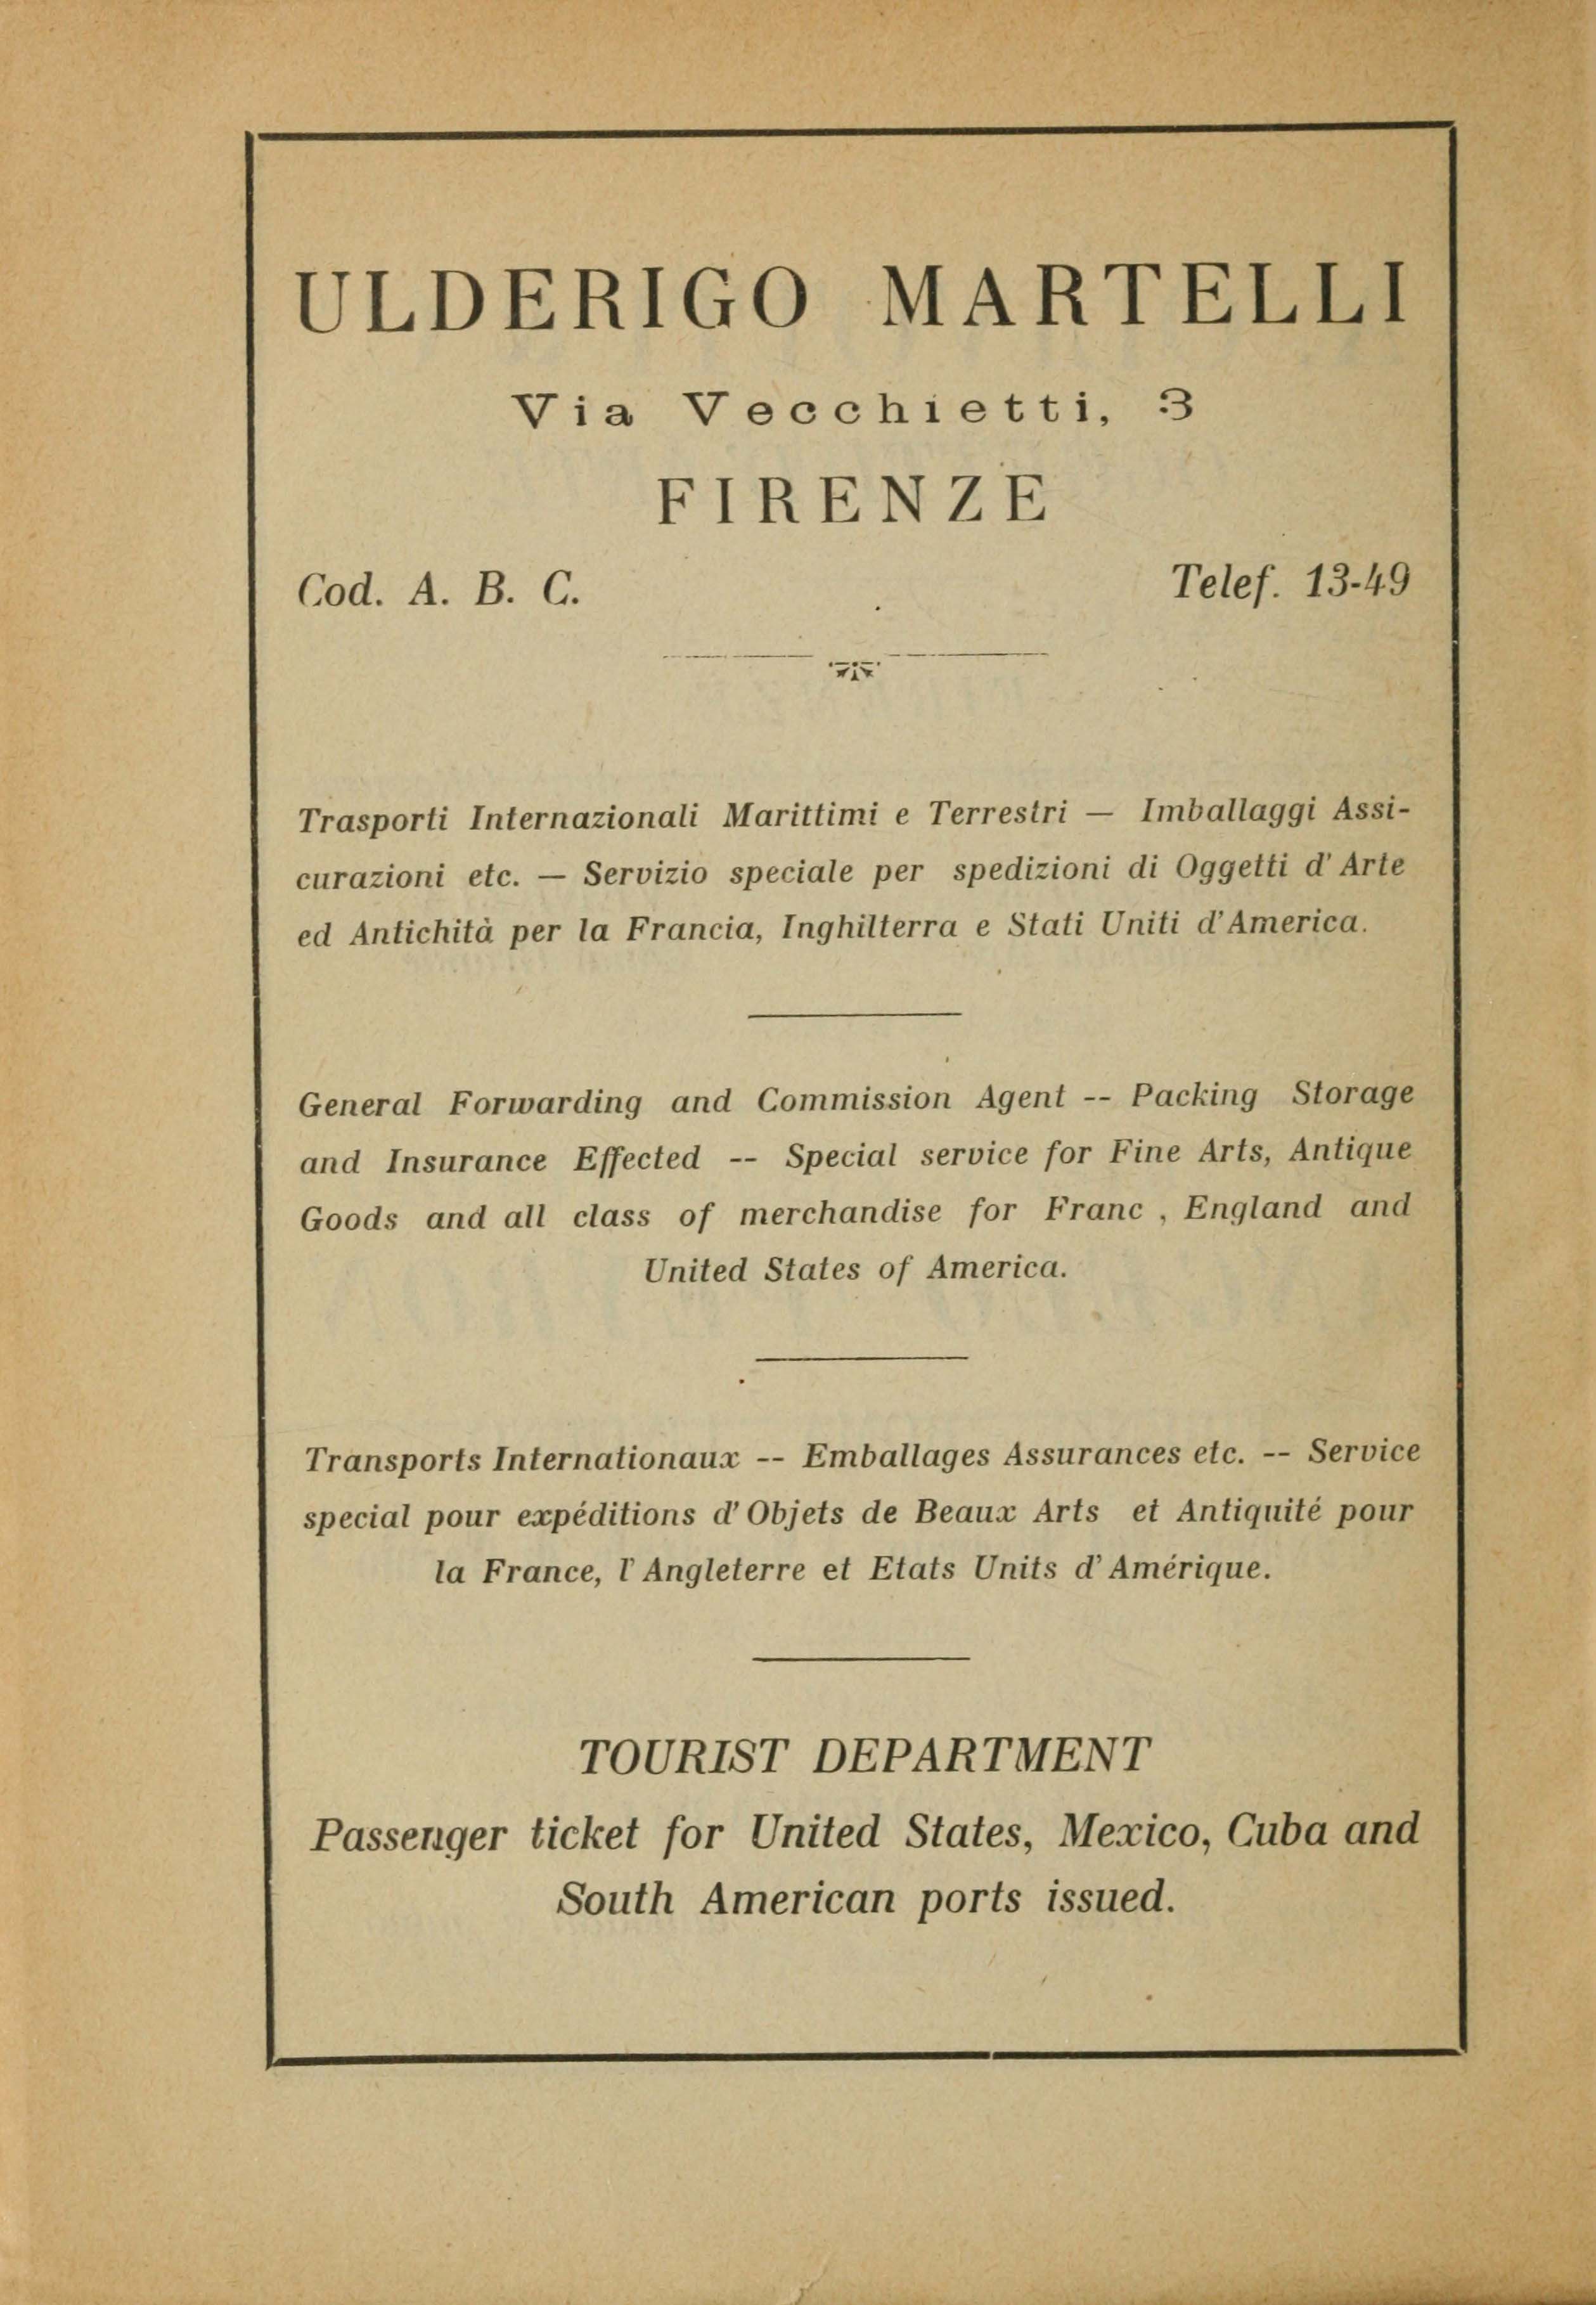 ULDERIGO MARTELLI
Via Vecchietti, 3
FIRENZE
Cod. A. B. C.
Telef. 13-49
Trasporti Internazionali Marittimi e Terrestri — Imballaggi Assi-
curazioni etc. — Servizio speciale per spedizioni di Oggetti d' Arte
ed Antichità per la Francia, Inghilterra e Stati Uniti d'America.
General Forwarding and Commission Agent -- Packing Storage
and Insurance Effected -- Special service for Fine Arts, Antique
Goods and all class of merchandise for Franc , England and
United States of America.
Transports Internationaux -- Emballages Assurances etc. -- Service
special pour expéditions d' Objets de Beaux Arts et Antiquité pour
la France, l'Angleterre et Etats Units d' Amérique.
TOURIST DEPARTMENT
Passenger ticket for United States, Mexico, Cuba and
South American ports issued.